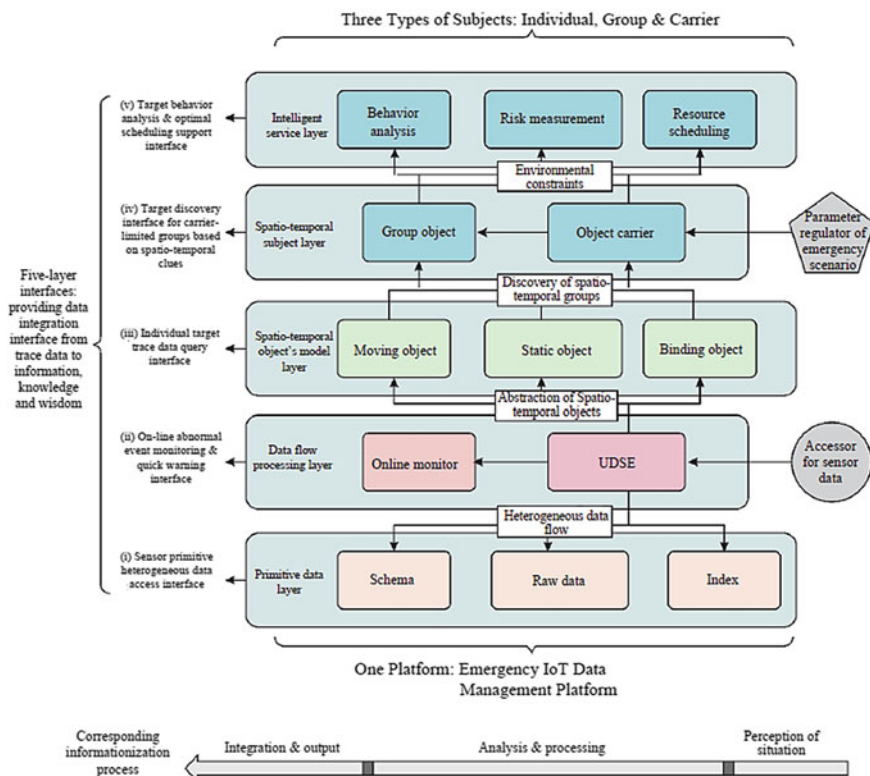 Three Types of Subjects: Individual, Group & Carrier
(v) Target behavior
analysis & optimal
scheduling support
interface
Intelligent
service layer
Behavior
analysis
Risk measurement
Resource
scheduling
Environmental
constraints
(iv) Target discovery
interface for carrier-
limited groups based
on spatio-temporal
clues
Spatio-temporal
subject layer
Group object
Object carrier
Parameter
regulator of
emergency
scenario
Discovery of spatio-
temporal groups
Five-layer
interfaces:
providing data
integration
interface from
trace data to
information,
knowledge
and wisdom
(iii) Individual target
trace data query
interface
Spatio-temporal
object's model
layer
Moving object
Static object
Binding object
Abstraction of Spatio-
temporal objects
(ii) On-line abnormal
event monitoring &
quick warning
interface
Data flow
processing layer
Online monitor
UDSE
Accessor
for sensor
data
Heterogeneous data
flow
(i) Sensor primitive
heterogeneous data
access interface
Primitive data
layer
Schema
Raw data
Index
One Platform: Emergency IoT Data
Management Platform
Corresponding
informationization
process
Integration & output
Analysis & processing
Perception of
situation